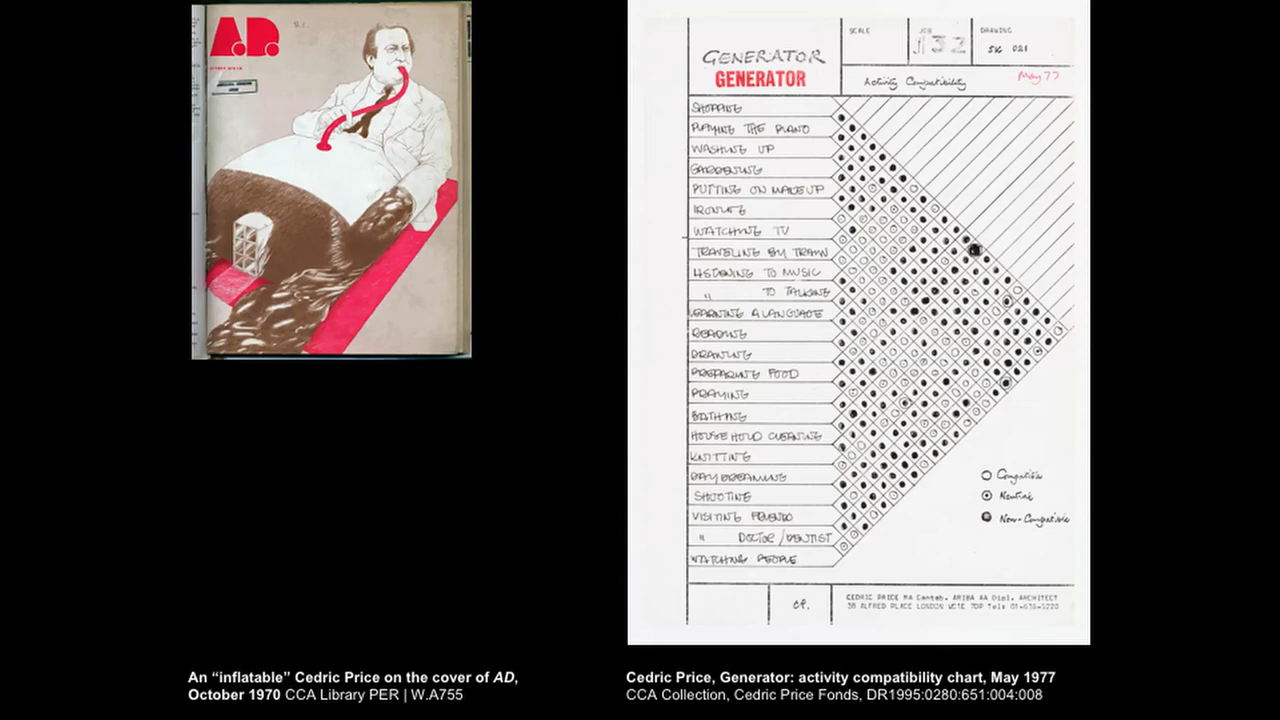 AD.
GENERATOR
GENERATOR
SCALE
JOB
132
DRAWING
SK 021
Activity Compatibility
May 77
SHOPPING
PLAYING THE PIANO
WASHING UP
GARDENING
PUTTING ON MAKEUP
IRONING
WATCHING TV
TRAVELING BY TRAIN
LISTENING TO MUSIC
" TO TALKING
LEARNING A LANGUAGE
READING
DRAWING
PREPARING FOOD
PRAYING
BATHING
HOUSEHOLD CLEANING
KNITTING
DAY DREAMING
SHOOTING
VISITING FRIENDS
" DOCTOR/DENTIST
WATCHING PEOPLE
Compatible
Neutral
Non-Compatible
CP.
CEDRIC PRICE MA Cantab. ARIBA AA Dipl. ARCHITECT
38 ALFRED PLACE LONDON WC1E 7DP Tel: 01-636-5220
An “inflatable” Cedric Price on the cover of AD,
October 1970 CCA Library PER | W.A755
Cedric Price, Generator: activity compatibility chart, May 1977
CCA Collection, Cedric Price Fonds, DR1995:0280:651:004:008